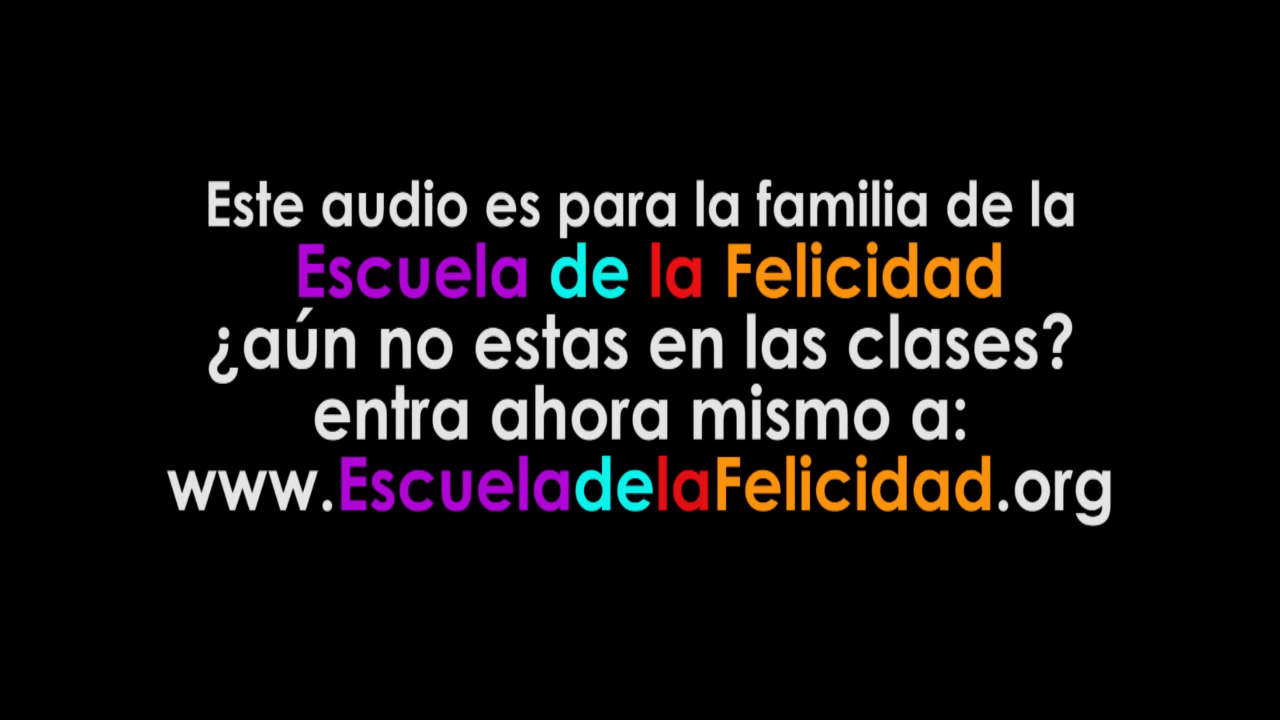 Este audio es para la familia de la
Escuela de la Felicidad
¿aún no estas en las clases?
entra ahora mismo a:
www.EscueladelaFelicidad.org